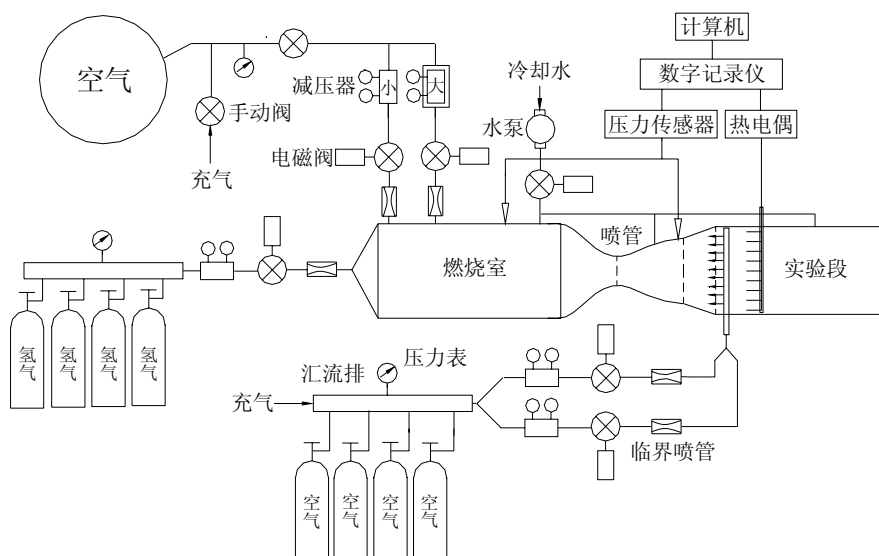 计算机
空气
减压器
小
大
冷却水
数字记录仪
手动阀
水泵
压力传感器
热电偶
电磁阀
充气
喷管
燃烧室
实验段
氢气
氢气
氢气
氢气
汇流排
压力表
充气
临界喷管
空气
空气
空气
空气